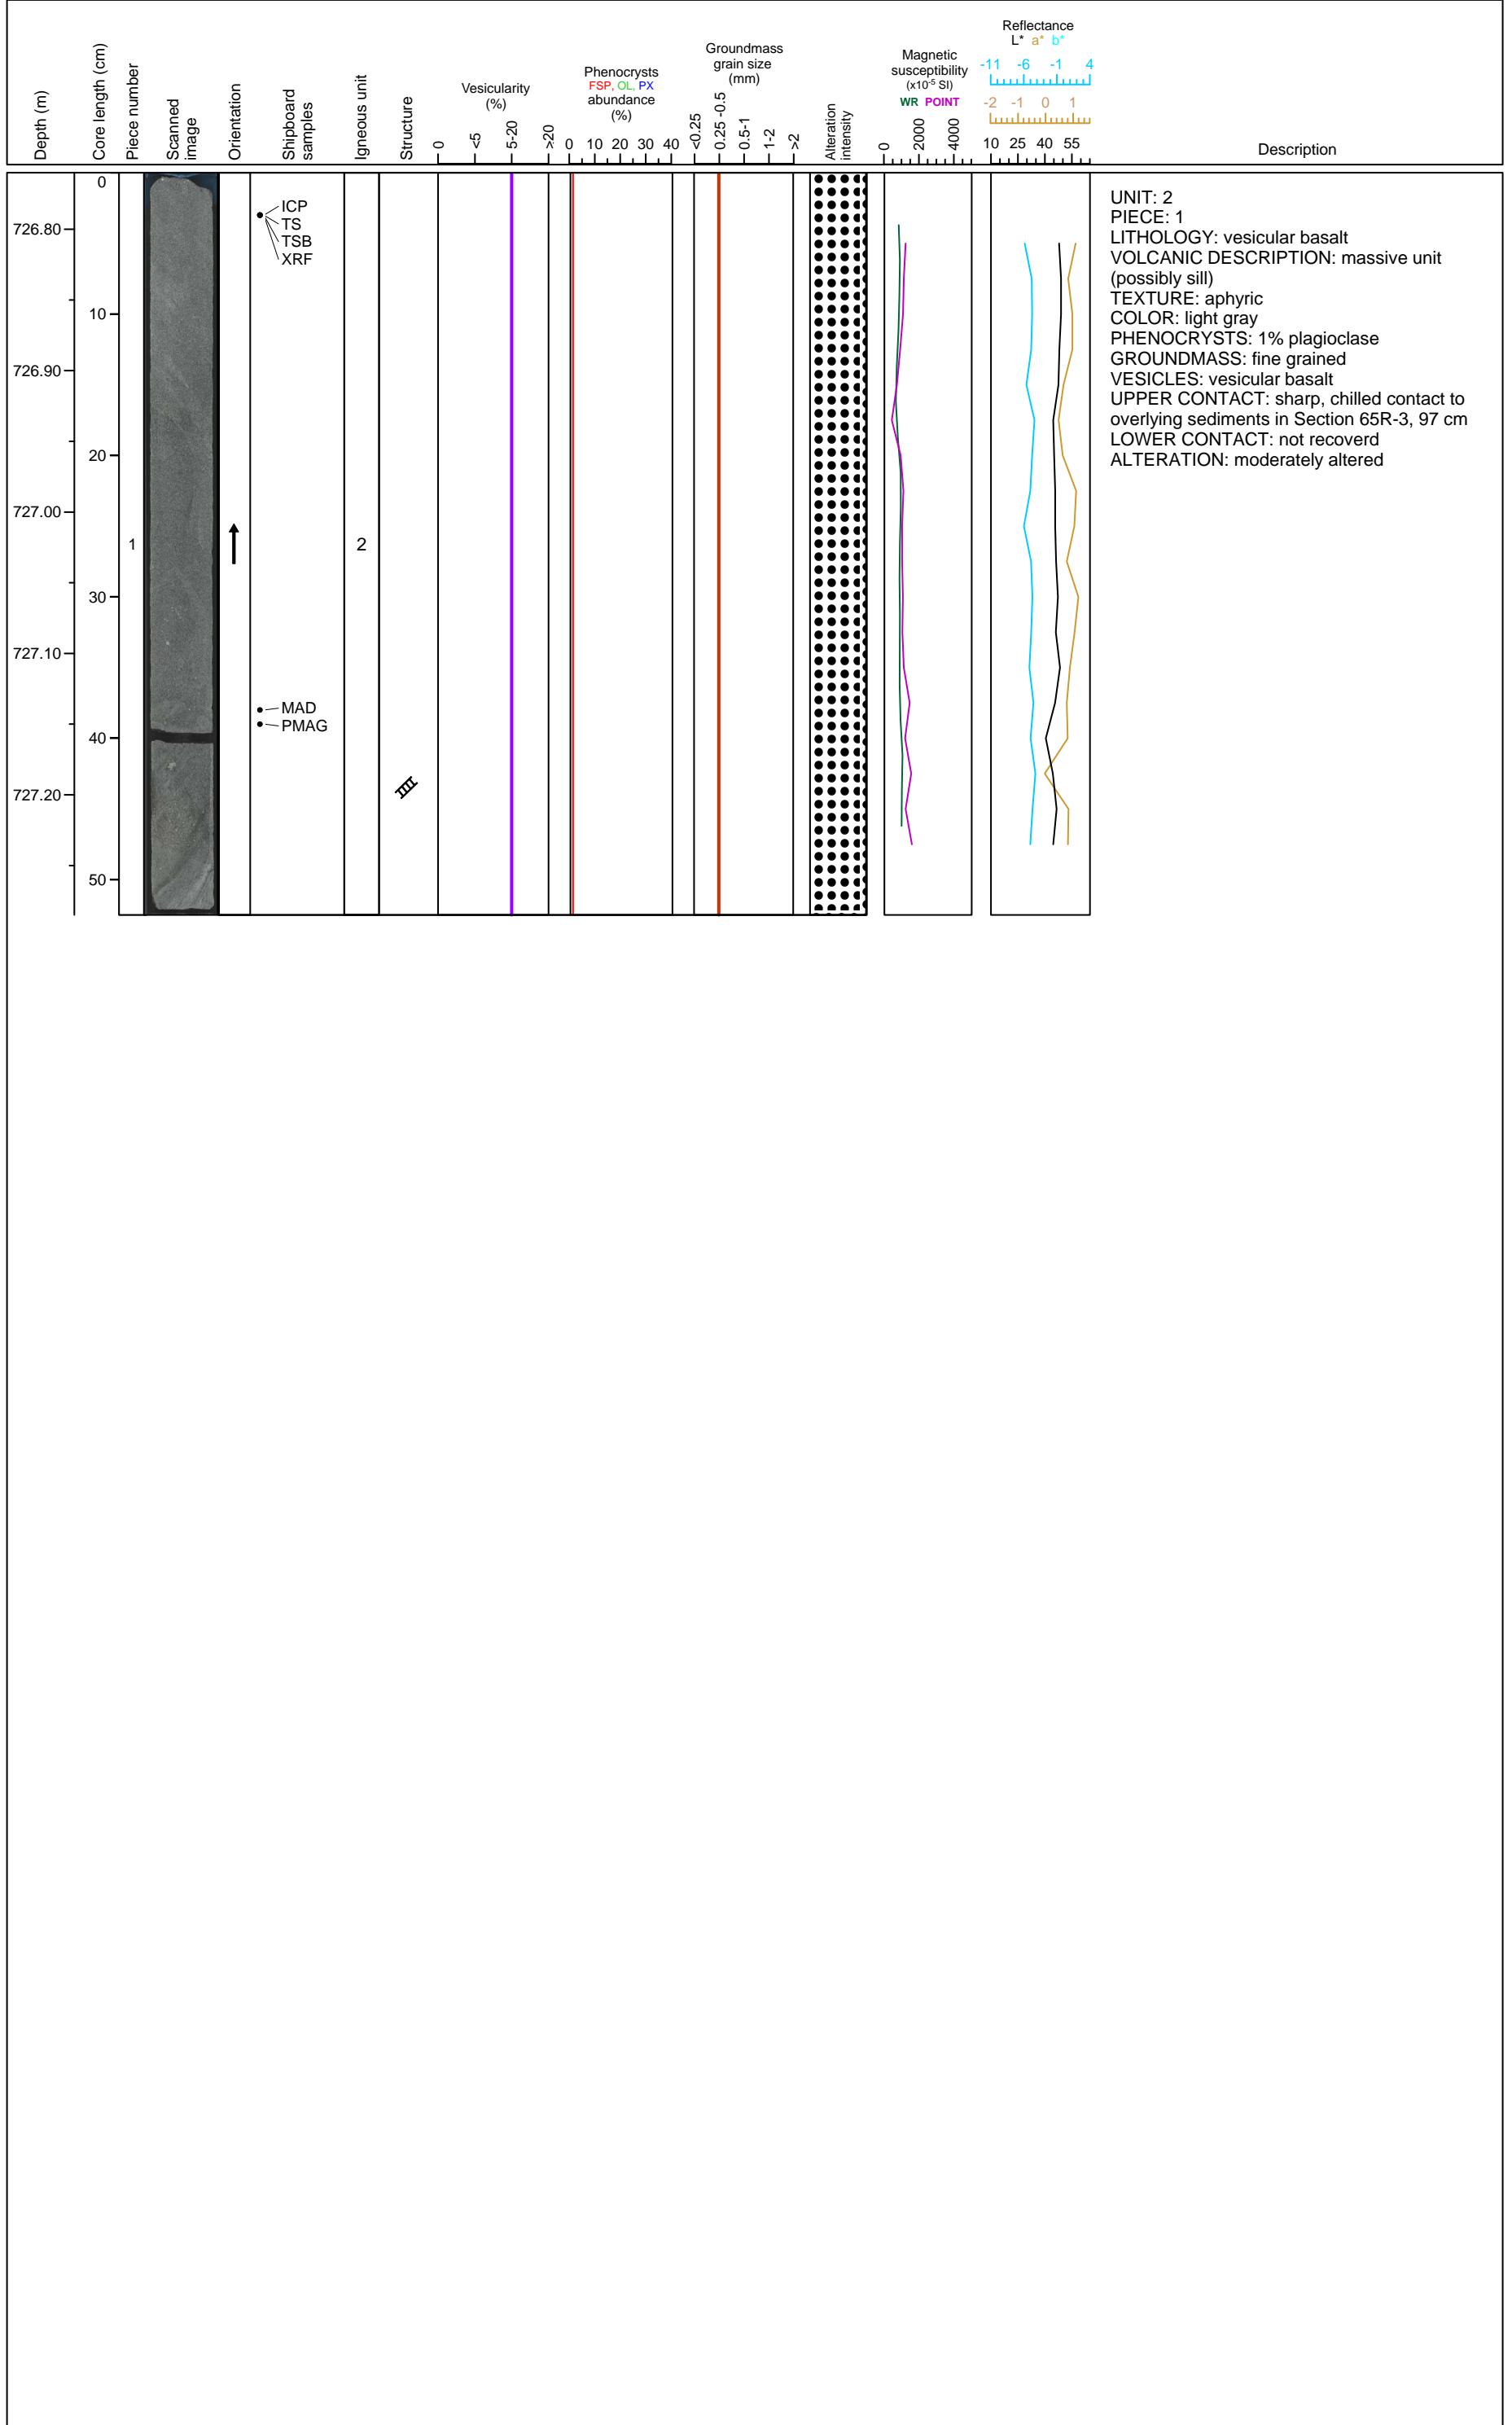 Depth (m)
Core length (cm)
Piece number
Scanned
image
Orientation
Shipboard
samples
Igneous unit
Structure
Vesicularity
(%)
0
<5
5-20
>20
Phenocrysts
FSP, OL, PX
abundance
(%)
0 10 20 30 40
Groundmass
grain size
(mm)
<0.25
0.25 -0.5
0.5-1
1-2
>2
Alteration
intensity
Magnetic
susceptibility
(x10⁻⁵ SI)
WR POINT
0
2000
4000
Reflectance
L* a* b*
-11 -6 -1 4
-2 -1 0 1
10 25 40 55
Description
726.80
726.90
727.00
727.10
727.20
0
10
20
30
40
50
1
ICP
TS
TSB
XRF
MAD
PMAG
2
UNIT: 2
PIECE: 1
LITHOLOGY: vesicular basalt
VOLCANIC DESCRIPTION: massive unit
(possibly sill)
TEXTURE: aphyric
COLOR: light gray
PHENOCRYSTS: 1% plagioclase
GROUNDMASS: fine grained
VESICLES: vesicular basalt
UPPER CONTACT: sharp, chilled contact to
overlying sediments in Section 65R-3, 97 cm
LOWER CONTACT: not recoverd
ALTERATION: moderately altered